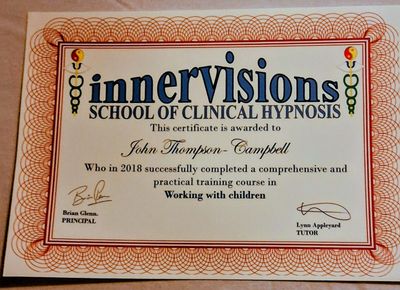 innervisions
SCHOOL OF CLINICAL HYPNOSIS
This certificate is awarded to
John Thompson- Campbell
Who in 2018 successfully completed a comprehensive and
practical training course in
Working with children
Brian Glenn. Lynn Appleyard
PRINCIPAL TUTOR